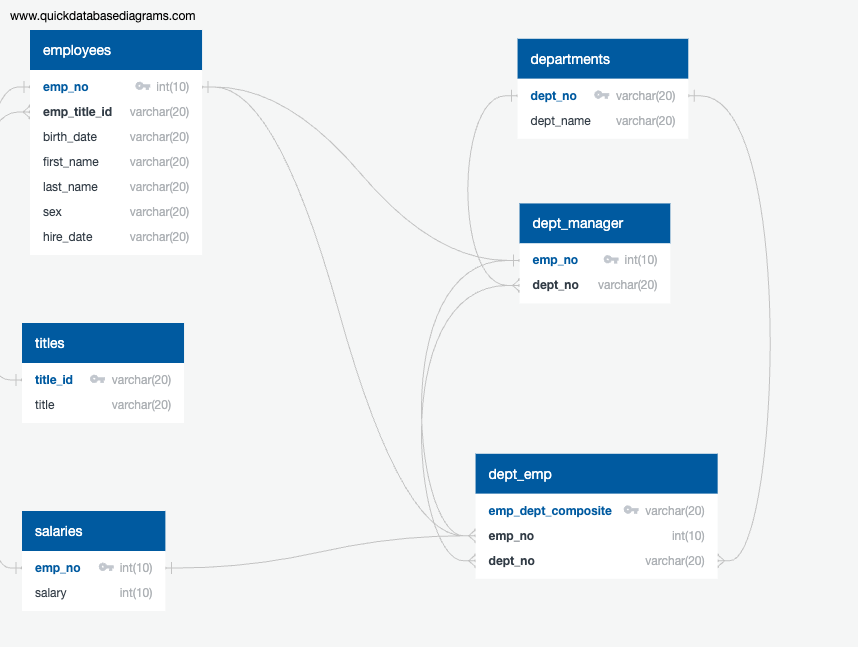 www.quickdatabasediagrams.com
employees
emp_no int(10)
emp_title_id varchar(20)
birth_date varchar(20)
first_name varchar(20)
last_name varchar(20)
sex varchar(20)
hire_date varchar(20)
departments
dept_no varchar(20)
dept_name varchar(20)
dept_manager
emp_no int(10)
dept_no varchar(20)
titles
title_id varchar(20)
title varchar(20)
dept_emp
emp_dept_composite varchar(20)
emp_no int(10)
dept_no varchar(20)
salaries
emp_no int(10)
salary int(10)